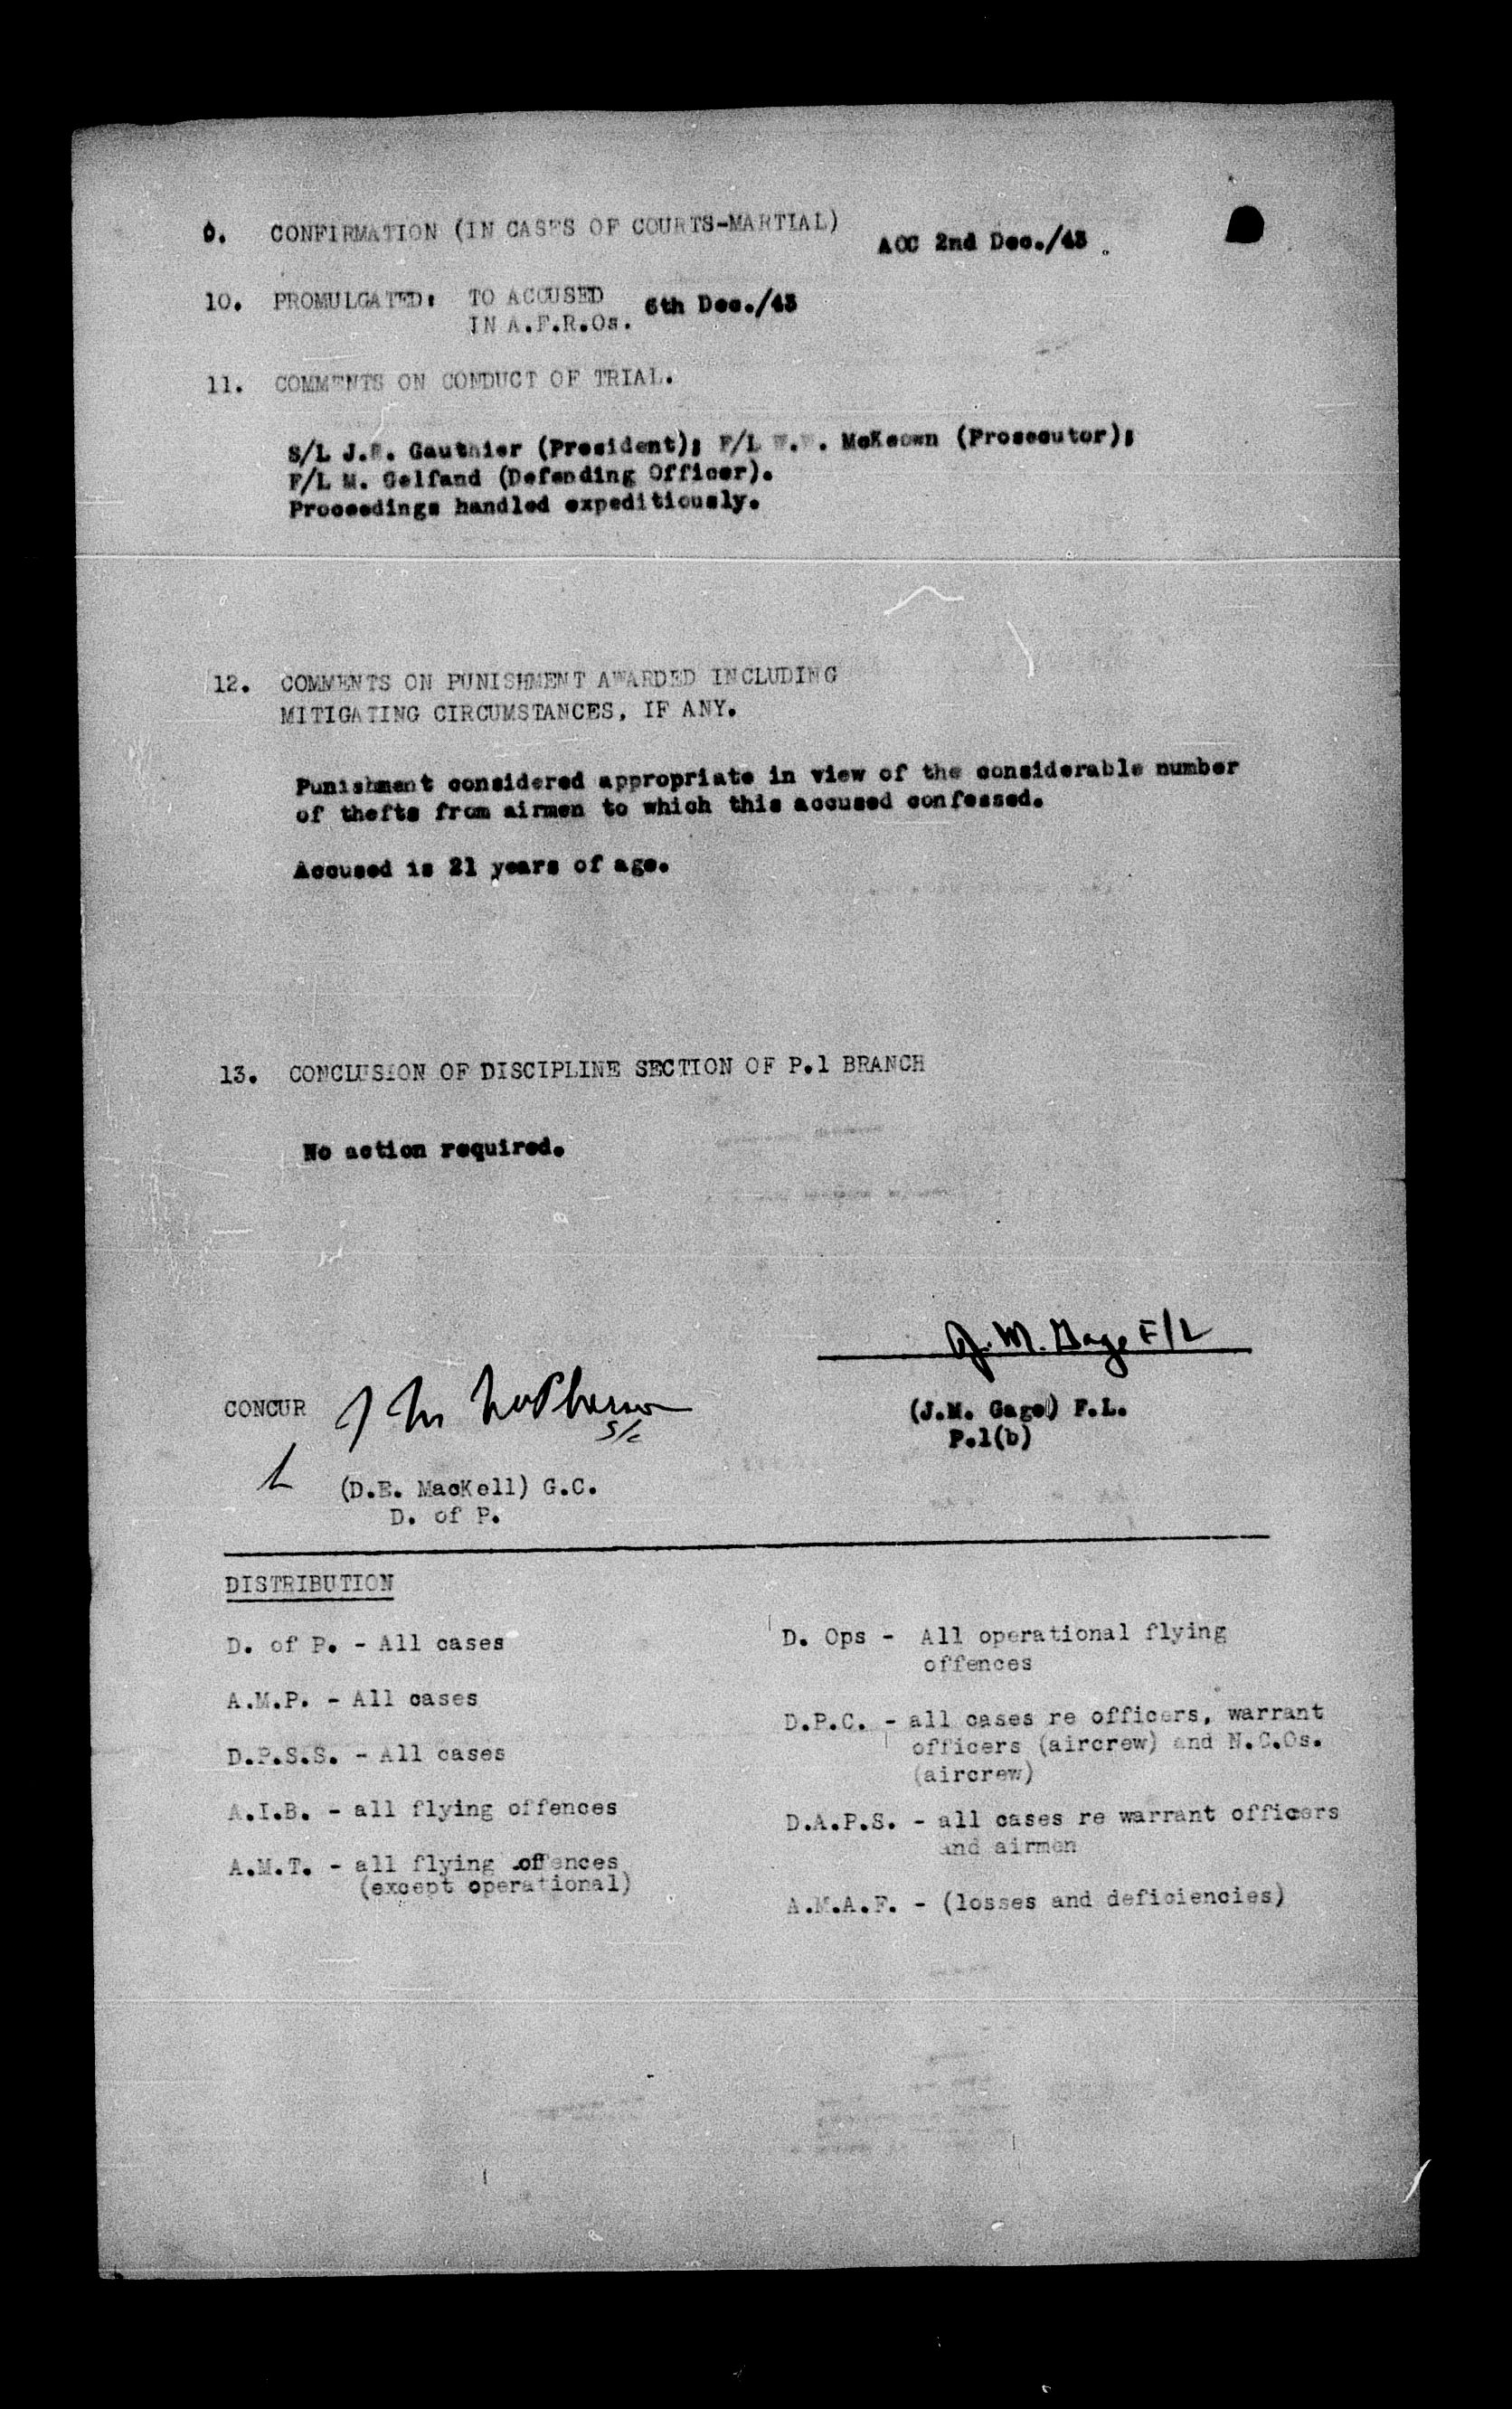 9. CONFIRMATION (IN CASES OF COURTS-MARTIAL) AOC 2nd Dec./43.
10. PROMULGATED: TO ACCUSED 6th Dec./43
IN A.F.R.Os.
11. COMMENTS ON CONDUCT OF TRIAL.
S/L J. Gauthier (President); F/L McKeown (Prosecutor);
F/L M. Gelfand (Defending Officer).
Proceedings handled expeditiously.
12. COMMENTS ON PUNISHMENT AWARDED INCLUDING
MITIGATING CIRCUMSTANCES, IF ANY.
Punishment considered appropriate in view of the considerable number
of thefts from airmen to which this accused confessed.
Accused is 21 years of age.
13. CONCLUSION OF DISCIPLINE SECTION OF P.1 BRANCH
No action required.
J. M. Gage F/L
CONCUR
(J.M. Gage) F.L.
P.1(b)
(D.E. MacKell) G.C.
D. of P.
DISTRIBUTION
D. of P. - All cases
A.M.P. - All cases
D.P.S.S. - All cases
A.I.B. - all flying offences
A.M.T. - all flying offences
(except operational)
D. Ops - All operational flying
offences
D.P.C. - all cases re officers, warrant
officers (aircrew) and N.C.Os.
(aircrew)
D.A.P.S. - all cases re warrant officers
and airmen
A.M.A.F. - (losses and deficiencies)